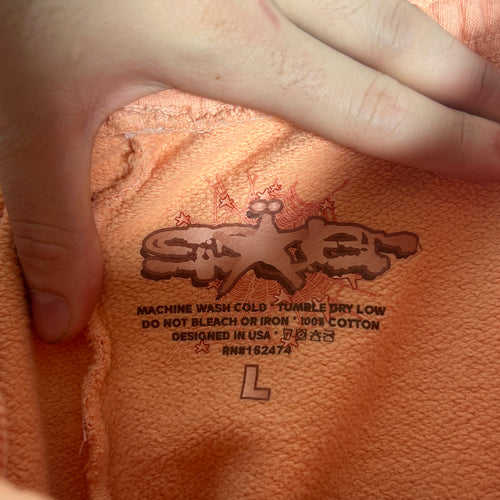 MACHINE WASH COLD * TUMBLE DRY LOW
DO NOT BLEACH OR IRON * 100% COTTON
DESIGNED IN USA *
RN#162474
L